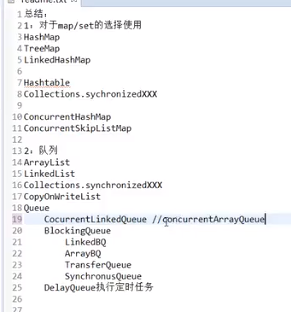 readme.txt
1 总结:
2 1: 对于map/set的选择使用
3 HashMap
4 TreeMap
5 LinkedHashMap
6
7 Hashtable
8 Collections.sychronizedXXX
9
10 ConcurrentHashMap
11 ConcurrentSkipListMap
12
13 2: 队列
14 ArrayList
15 LinkedList
16 Collections.synchronizedXXX
17 CopyOnWriteList
18 Queue
19 CocurrentLinkedQueue //concurrentArrayQueue
20 BlockingQueue
21 LinkedBQ
22 ArrayBQ
23 TransferQueue
24 SynchronusQueue
25 DelayQueue执行定时任务
26
27